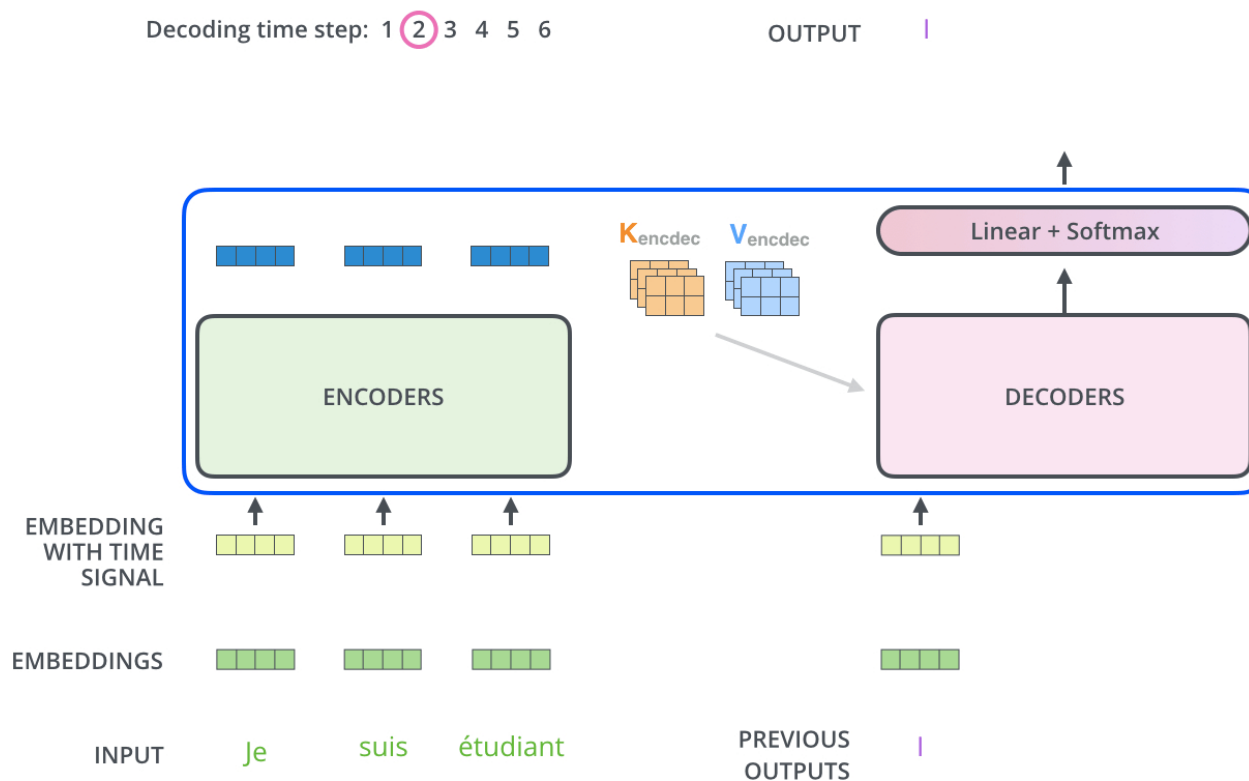 Decoding time step: 1 2 3 4 5 6
OUTPUT I
Kencdec Vencdec
Linear + Softmax
ENCODERS
DECODERS
EMBEDDING
WITH TIME
SIGNAL
EMBEDDINGS
INPUT Je suis étudiant
PREVIOUS
OUTPUTS
I